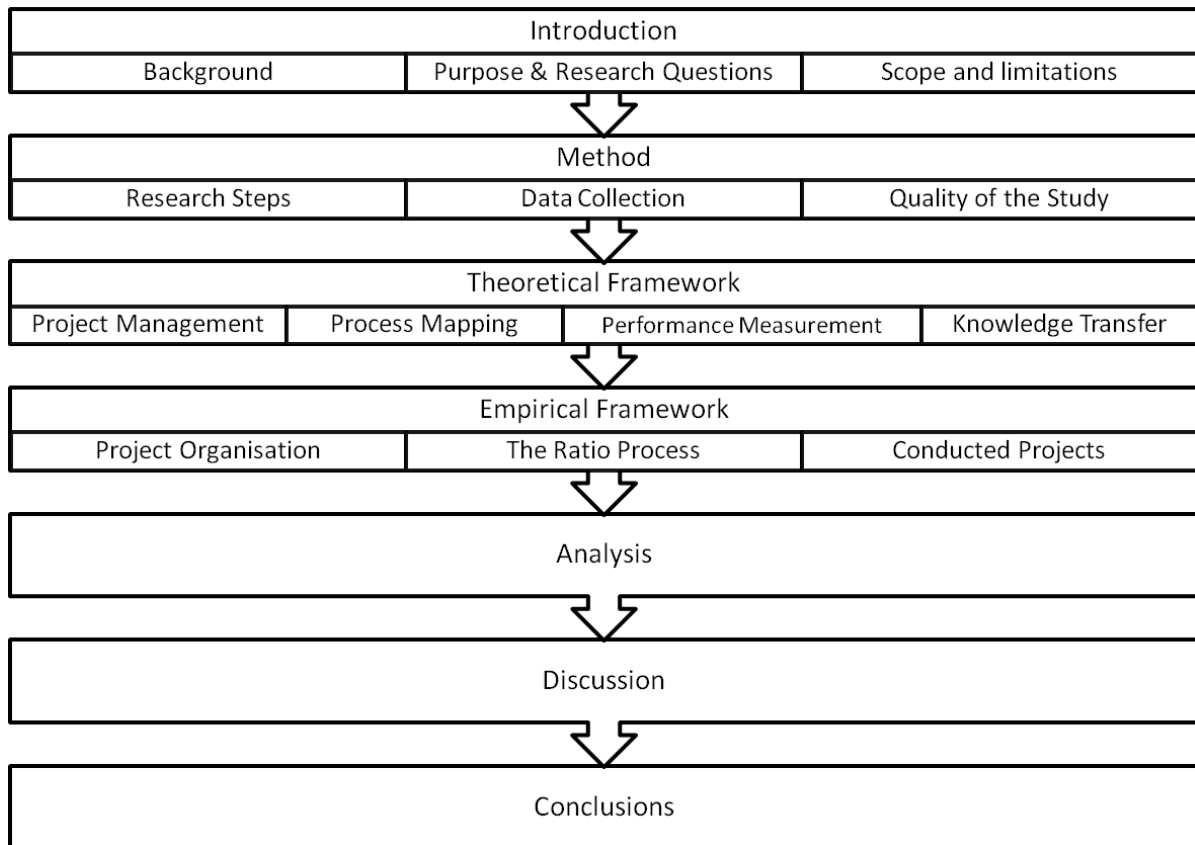 Introduction
Background
Purpose & Research Questions
Scope and limitations
Method
Research Steps
Data Collection
Quality of the Study
Theoretical Framework
Project Management
Process Mapping
Performance Measurement
Knowledge Transfer
Empirical Framework
Project Organisation
The Ratio Process
Conducted Projects
Analysis
Discussion
Conclusions